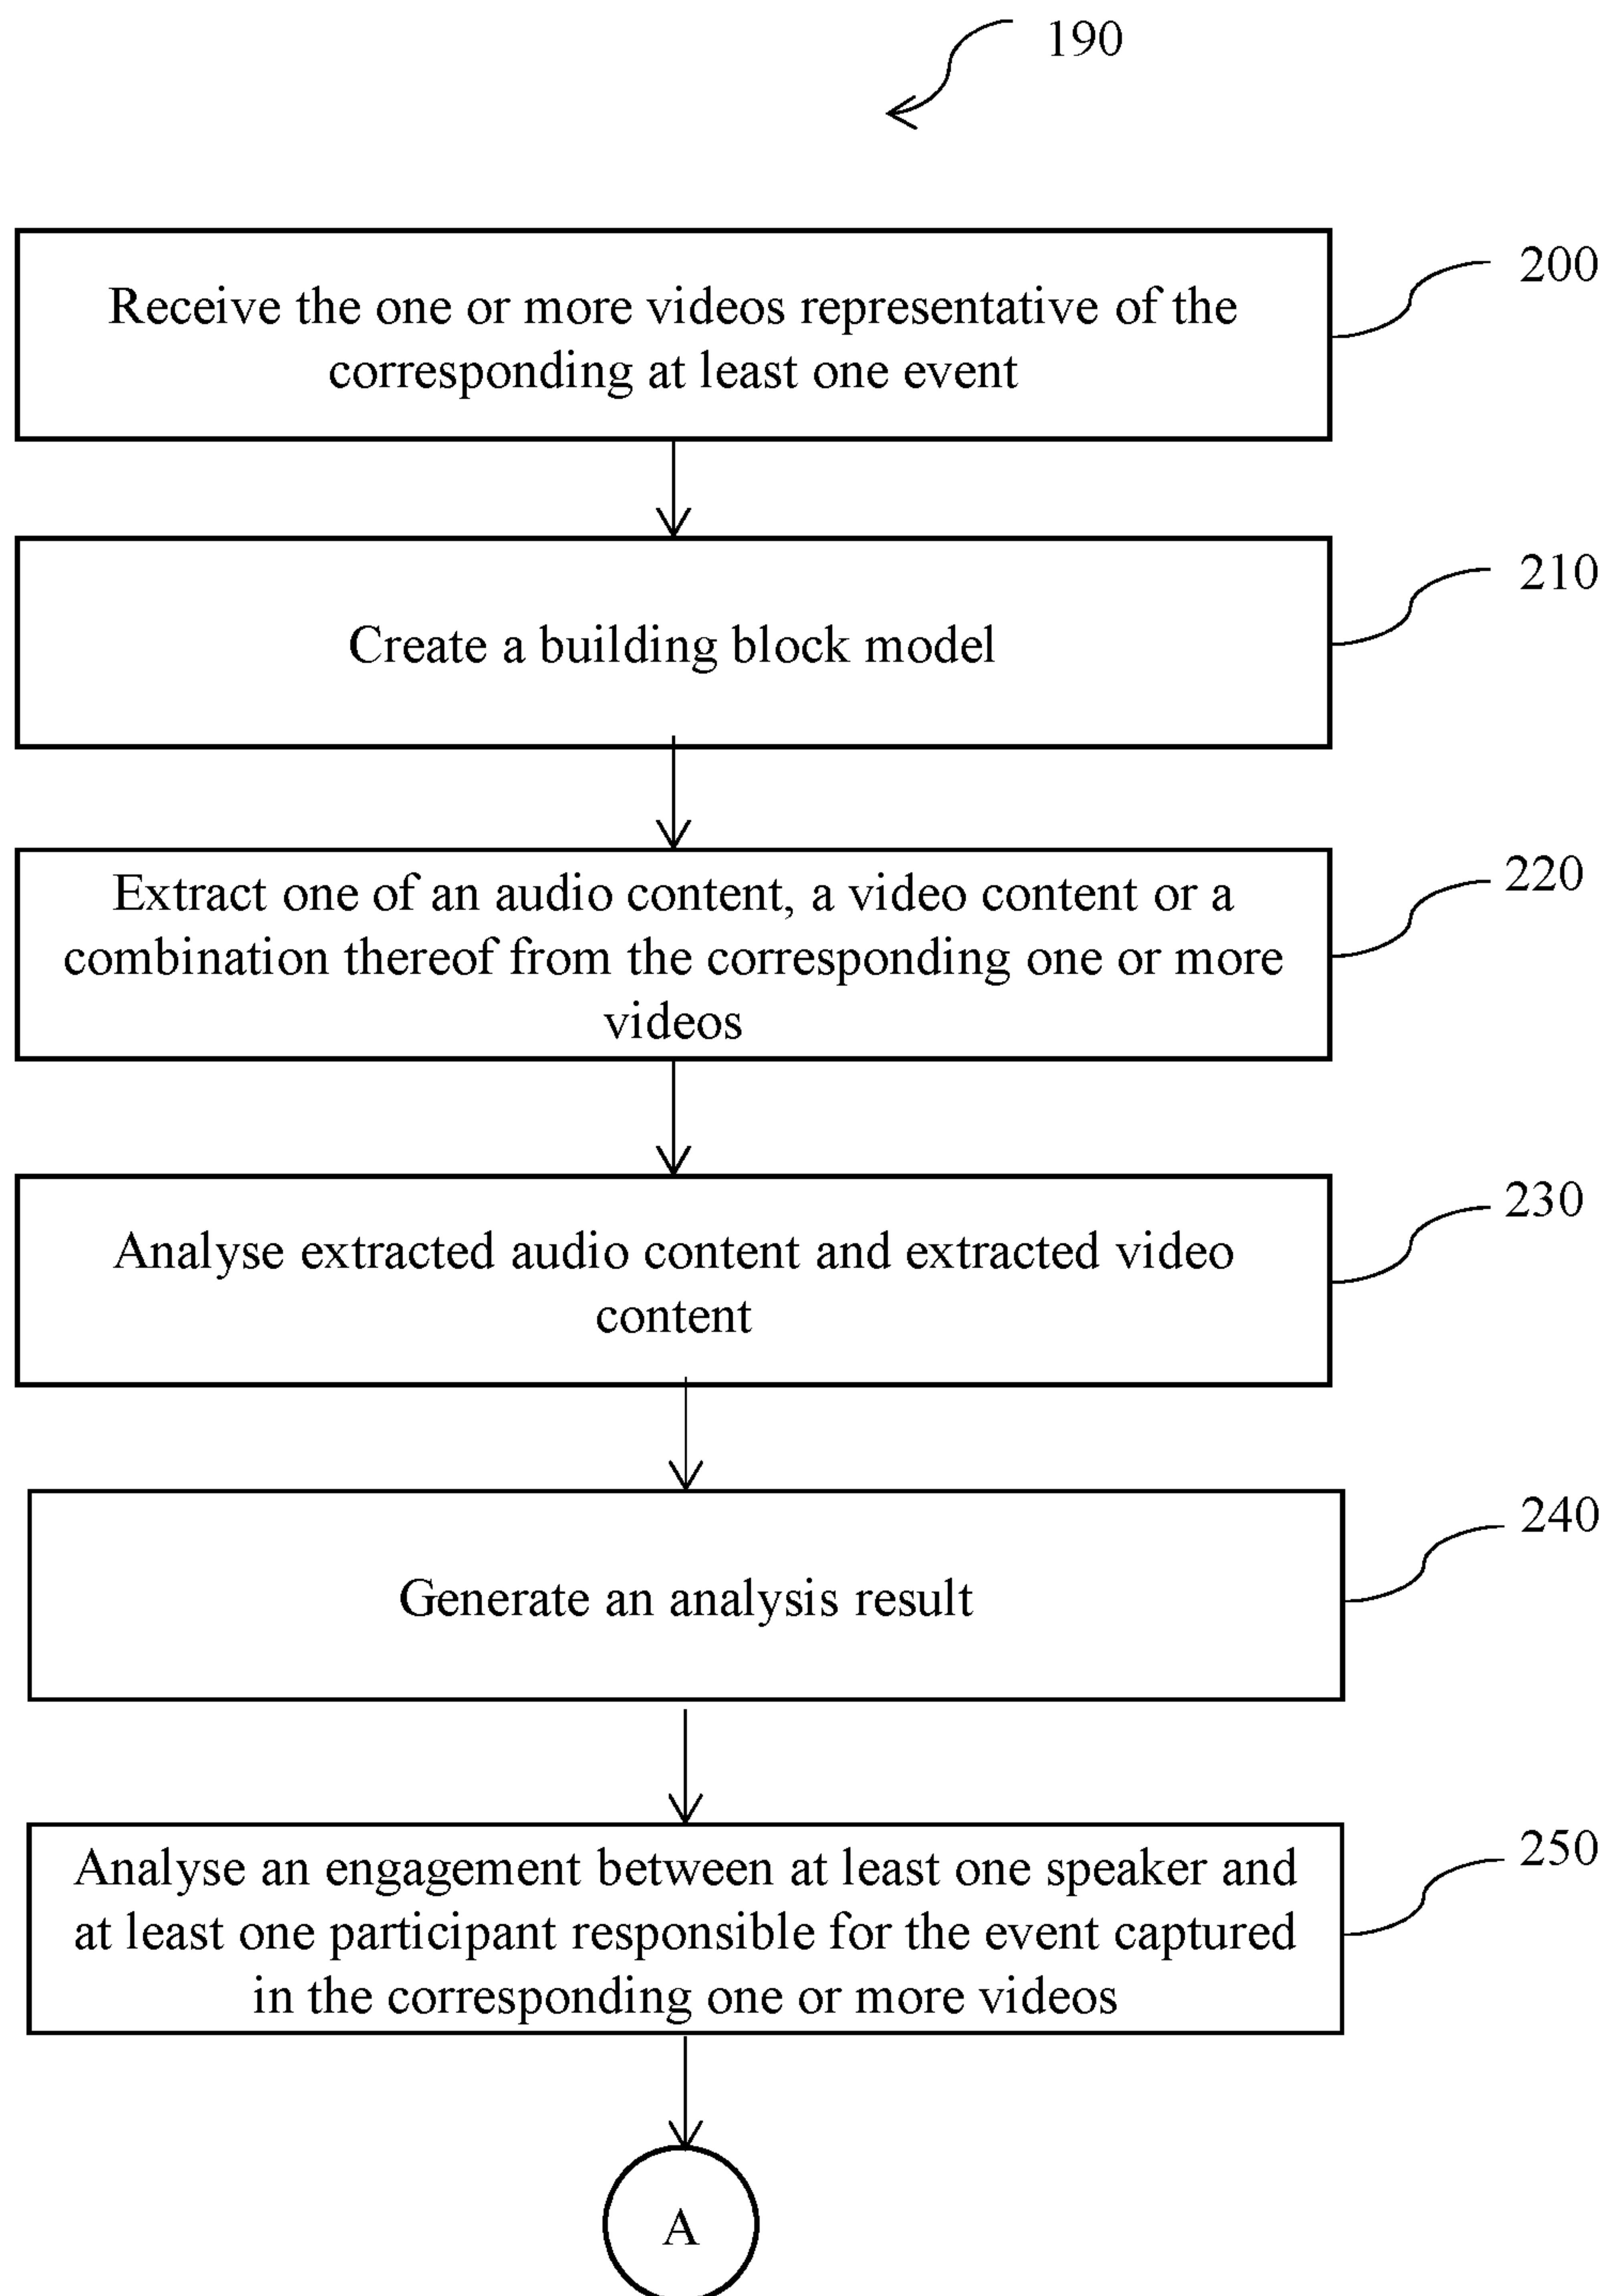 190
Receive the one or more videos representative of the
corresponding at least one event
200
Create a building block model
210
Extract one of an audio content, a video content or a
combination thereof from the corresponding one or more
videos
220
Analyse extracted audio content and extracted video
content
230
Generate an analysis result
240
Analyse an engagement between at least one speaker and
at least one participant responsible for the event captured
in the corresponding one or more videos
250
A